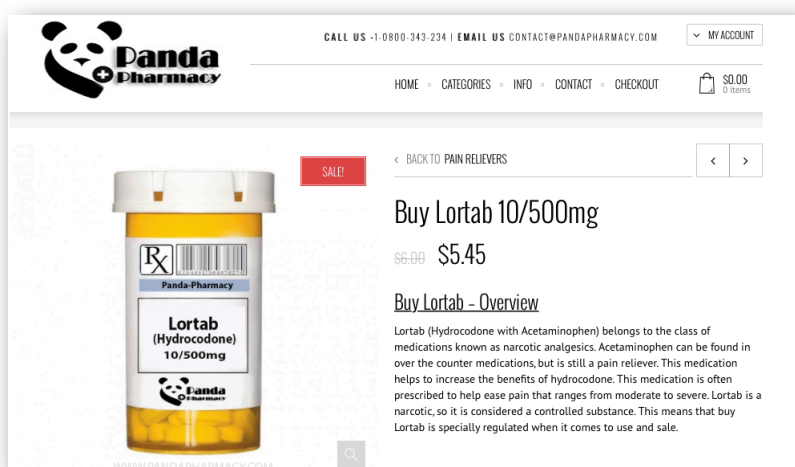 CALL US +1-0800-343-234 | EMAIL US CONTACT@PANDAPHARMACY.COM
MY ACCOUNT
Panda
Pharmacy
HOME CATEGORIES INFO CONTACT CHECKOUT
$0.00
0 items
SALE!
BACK TO PAIN RELIEVERS
Buy Lortab 10/500mg
$6.00 $5.45
Buy Lortab – Overview
Lortab (Hydrocodone with Acetaminophen) belongs to the class of
medications known as narcotic analgesics. Acetaminophen can be found in
over the counter medications, but is still a pain reliever. This medication
helps to increase the benefits of hydrocodone. This medication is often
prescribed to help ease pain that ranges from moderate to severe. Lortab is a
narcotic, so it is considered a controlled substance. This means that buy
Lortab is specially regulated when it comes to use and sale.
Rx
Panda-Pharmacy
Lortab
(Hydrocodone)
10/500mg
Panda
Pharmacy
WWW.PANDAPHARMACY.COM